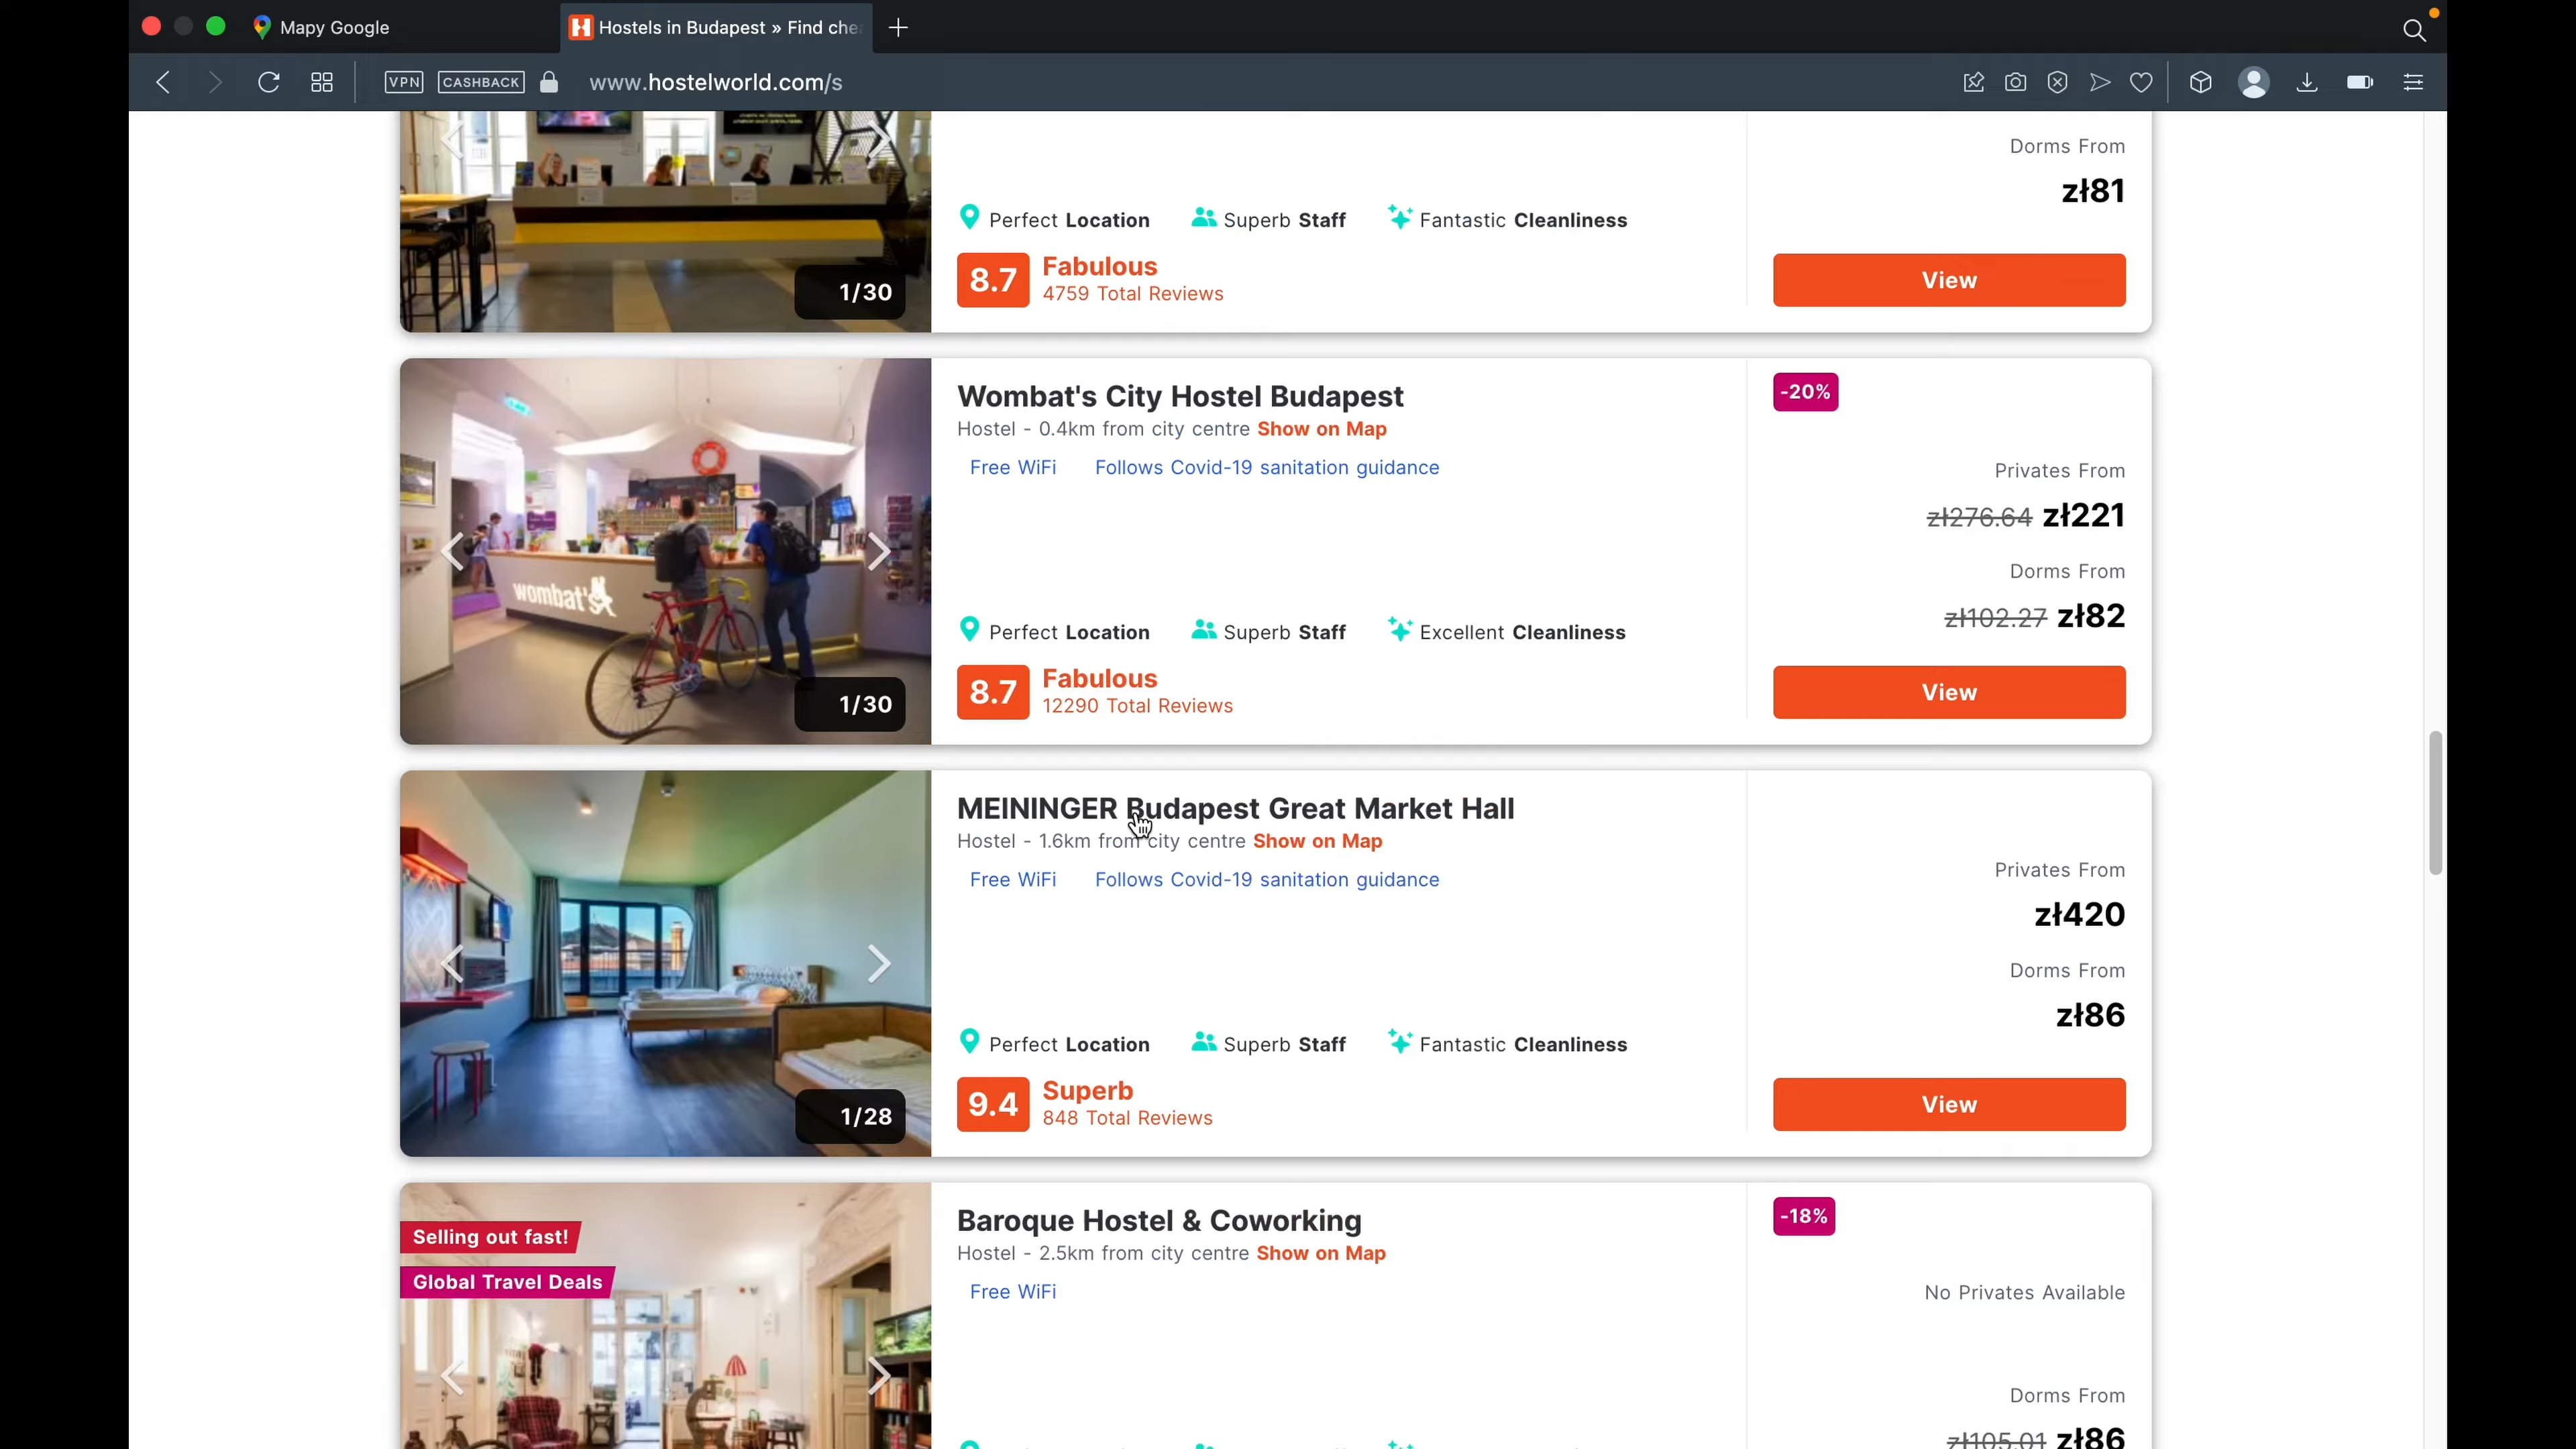 Mapy Google
Hostels in Budapest » Find chea
VPN
CASHBACK
www.hostelworld.com/s
Dorms From
zł81
Perfect Location
Superb Staff
Fantastic Cleanliness
8.7
Fabulous
4759 Total Reviews
1/30
View
Wombat's City Hostel Budapest
Hostel - 0.4km from city centre Show on Map
Free WiFi
Follows Covid-19 sanitation guidance
-20%
Privates From
zł276.64 zł221
Dorms From
zł102.27 zł82
wombat's
Perfect Location
Superb Staff
Excellent Cleanliness
8.7
Fabulous
12290 Total Reviews
1/30
View
MEININGER Budapest Great Market Hall
Hostel - 1.6km from city centre Show on Map
Free WiFi
Follows Covid-19 sanitation guidance
Privates From
zł420
Dorms From
zł86
Perfect Location
Superb Staff
Fantastic Cleanliness
9.4
Superb
848 Total Reviews
1/28
View
Selling out fast!
Global Travel Deals
Baroque Hostel & Coworking
Hostel - 2.5km from city centre Show on Map
Free WiFi
-18%
No Privates Available
Dorms From
zł105.01 zł86